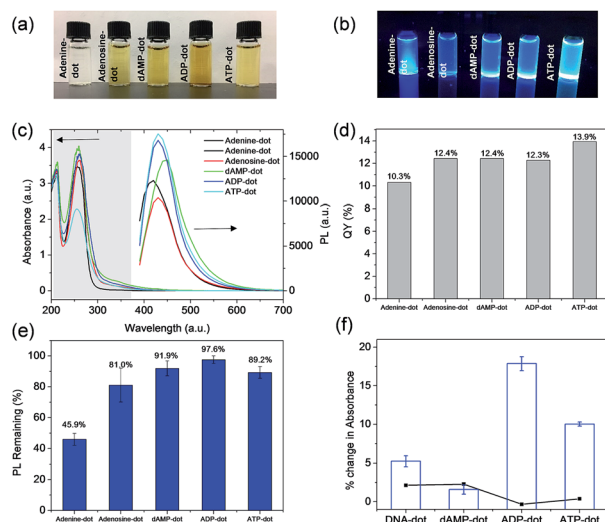 (a)
Adenine-dot
Adenosine-dot
dAMP-dot
ADP-dot
ATP-dot
(b)
Adenine-dot
Adenosine-dot
dAMP-dot
ADP-dot
ATP-dot
(c)
Absorbance (a.u.)
4
3
2
1
0
Adenine-dot
Adenine-dot
Adenosine-dot
dAMP-dot
ADP-dot
ATP-dot
15000
10000
5000
0
PL (a.u.)
200 300 400 500 600 700
Wavelength (a.u.)
(d)
QY (%)
14
12
10
8
6
4
2
0
10.3%
12.4%
12.4%
12.3%
13.9%
Adenine-dot Adenosine-dot dAMP-dot ADP-dot ATP-dot
(e)
PL Remaining (%)
100
80
60
40
20
0
45.9%
81.0%
91.9%
97.6%
89.2%
Adenine-dot Adenosine-dot dAMP-dot ADP-dot ATP-dot
(f)
% change in Absorbance
20
15
10
5
0
DNA-dot dAMP-dot ADP-dot ATP-dot